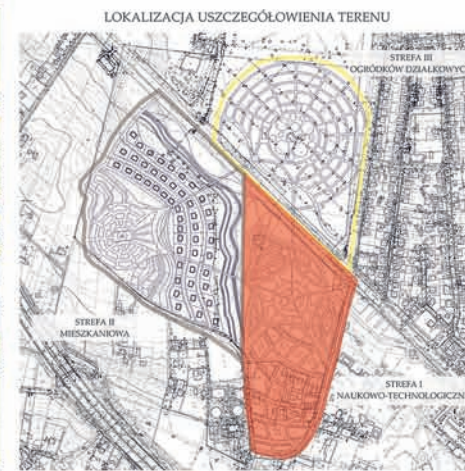 LOKALIZACJA USZCZEGÓŁOWIENIA TERENU
STREFA III
OGRÓDKÓW DZIAŁKOWYC
STREFA II
MIESZKANIOWA
STREFA I
NAUKOWO-TECHNOLOGICZN